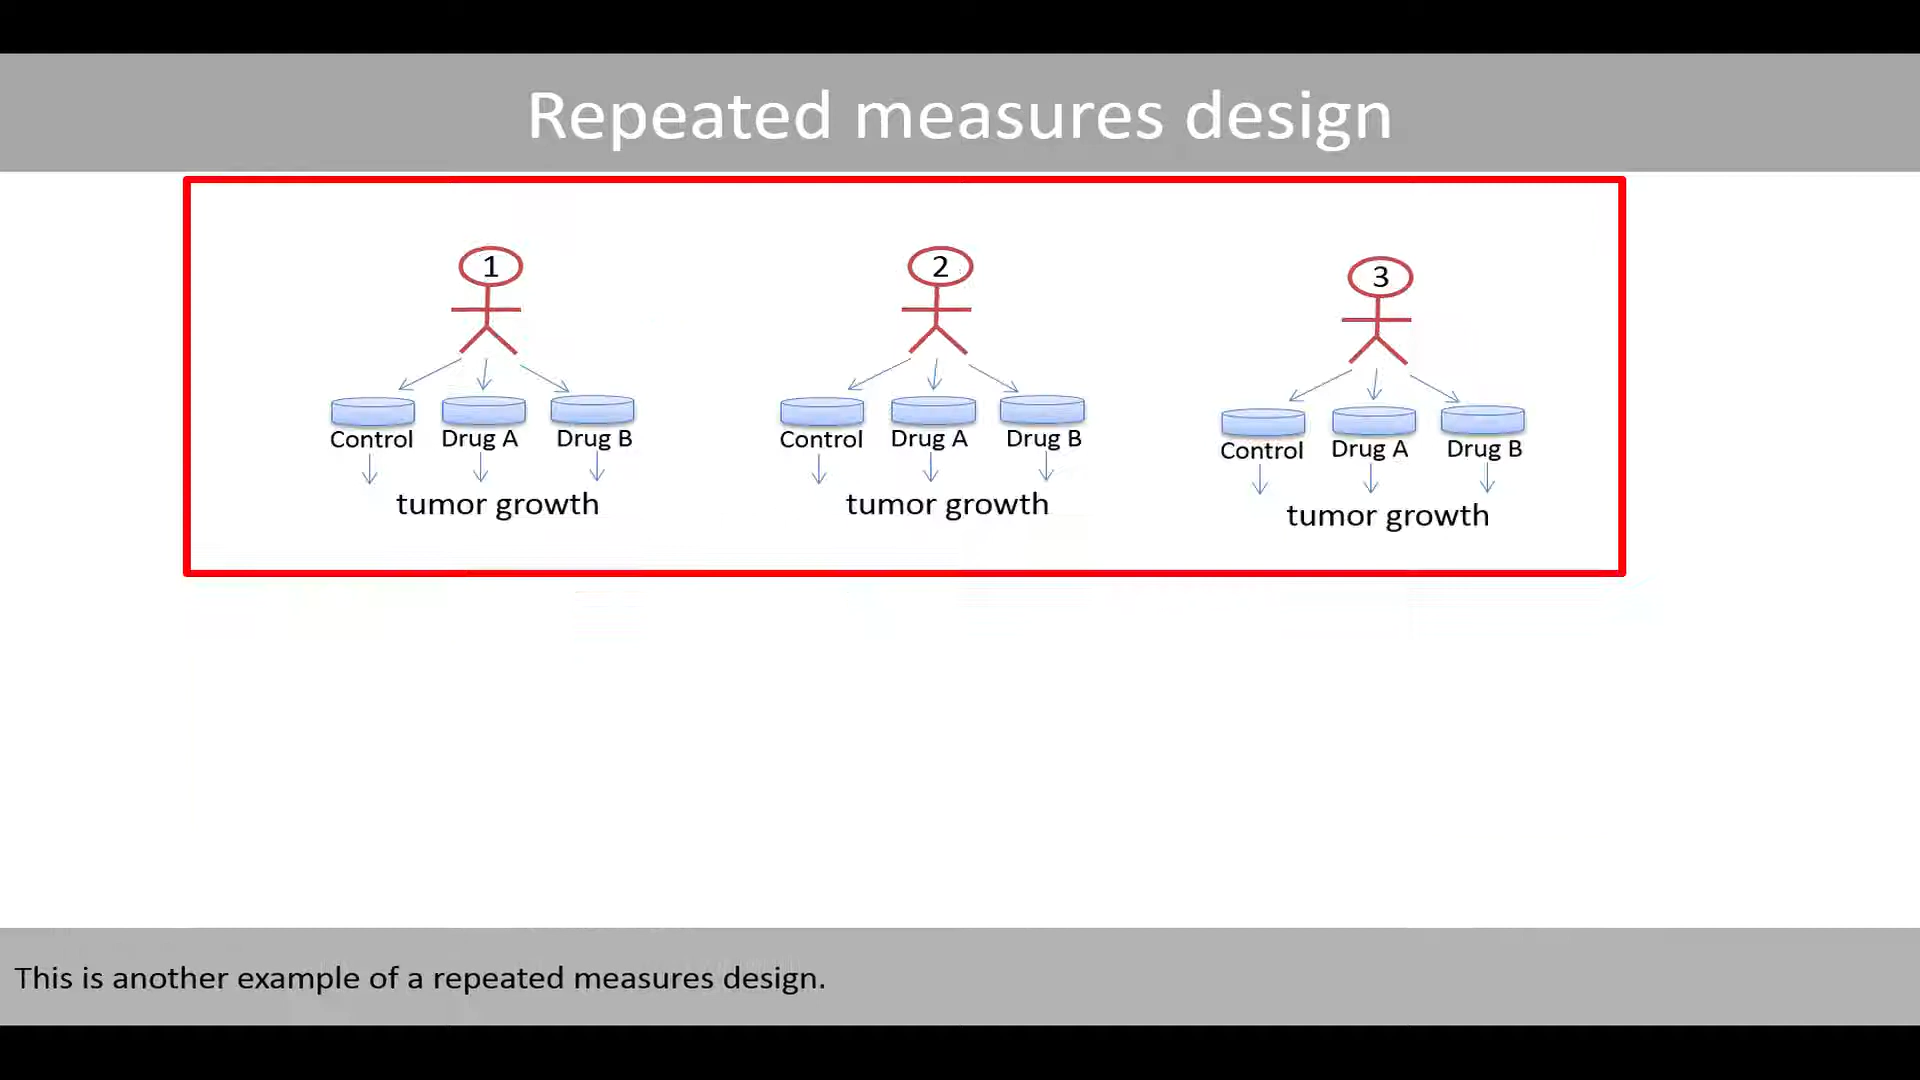 Repeated measures design
1 2 3
Control Drug A Drug B Control Drug A Drug B Control Drug A Drug B
tumor growth tumor growth tumor growth
This is another example of a repeated measures design.